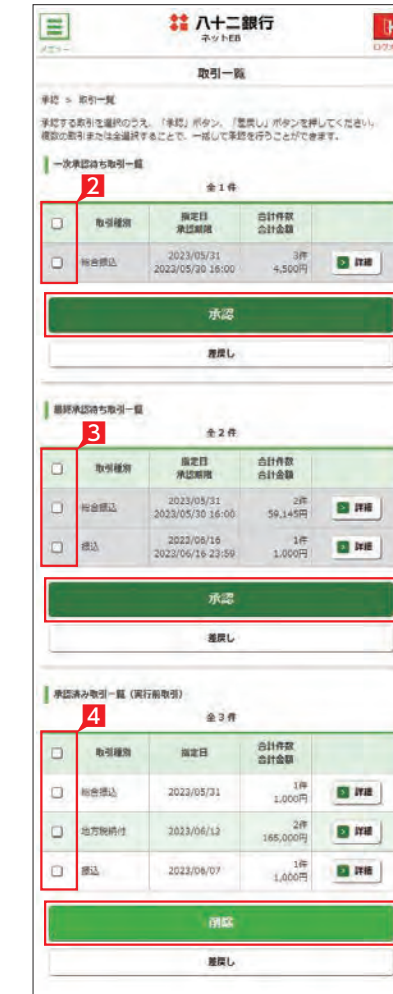 メニュー
八十二銀行
ネットEB
取引一覧
承認 > 取引一覧
承認する取引を選択のうえ、「承認」ボタン、「差戻し」ボタンを押してください。
複数の取引または全選択することで、一括して承認を行うことができます。
一次承認待ち取引一覧
2
全1件
取引種別 指定日 承認期限 合計件数 合計金額
総合振込 2023/05/31 3件
2023/05/30 16:00 4,500円 詳細
承認
差戻し
最終承認待ち取引一覧
3
全2件
取引種別 指定日 承認期限 合計件数 合計金額
総合振込 2023/05/31 2件
2023/05/30 16:00 59,145円 詳細
振込 2023/06/16 1件
2023/06/16 23:59 1,000円 詳細
承認
差戻し
承認済み取引一覧（実行前取引）
4
全3件
取引種別 指定日 合計件数 合計金額
総合振込 2023/05/31 1件 1,000円 詳細
地方税納付 2023/06/12 2件 165,000円 詳細
振込 2023/06/07 1件 1,000円 詳細
削除
差戻し